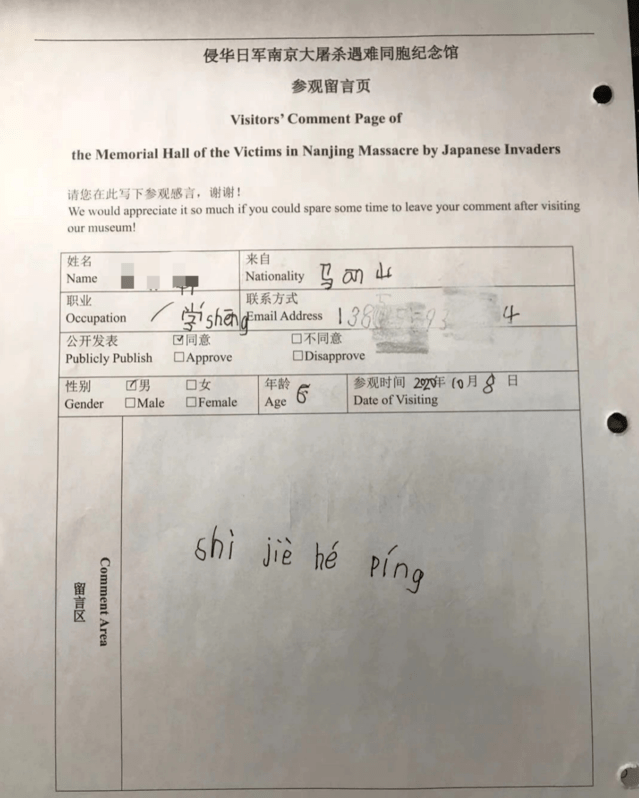 侵华日军南京大屠杀遇难同胞纪念馆
参观留言页
Visitors' Comment Page of
the Memorial Hall of the Victims in Nanjing Massacre by Japanese Invaders
请您在此写下参观感言，谢谢！
We would appreciate it so much if you could spare some time to leave your comment after visiting
our museum!
姓名
Name
来自
Nationality 马 山
职业
Occupation 学shēng
联系方式
Email Address 138 4
公开发表 ☑同意 □不同意
Publicly Publish □Approve □Disapprove
性别 ☑男 □女
Gender □Male □Female
年龄
Age 6
参观时间 2020年10月8日
Date of Visiting
留言区
Comment Area
shì jiè hé píng